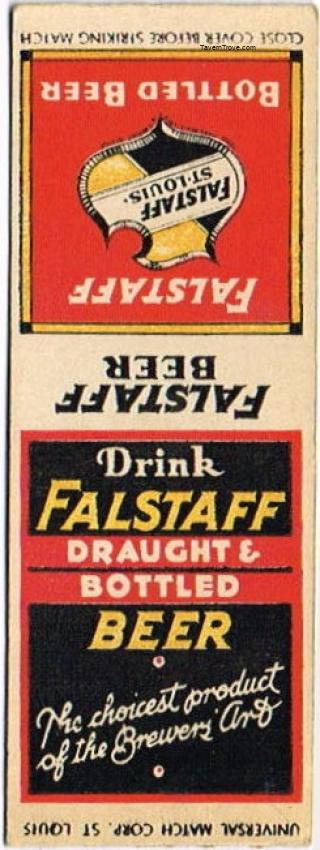 CLOSE COVER BEFORE STRIKING MATCH
TavernTrove.com
BOTTLED BEER
FALSTAFF
ST. LOUIS.
FALSTAFF
FALSTAFF
BEER
Drink
FALSTAFF
DRAUGHT &
BOTTLED
BEER
The choicest product
of the Brewers' Art
UNIVERSAL MATCH CORP. ST LOUIS